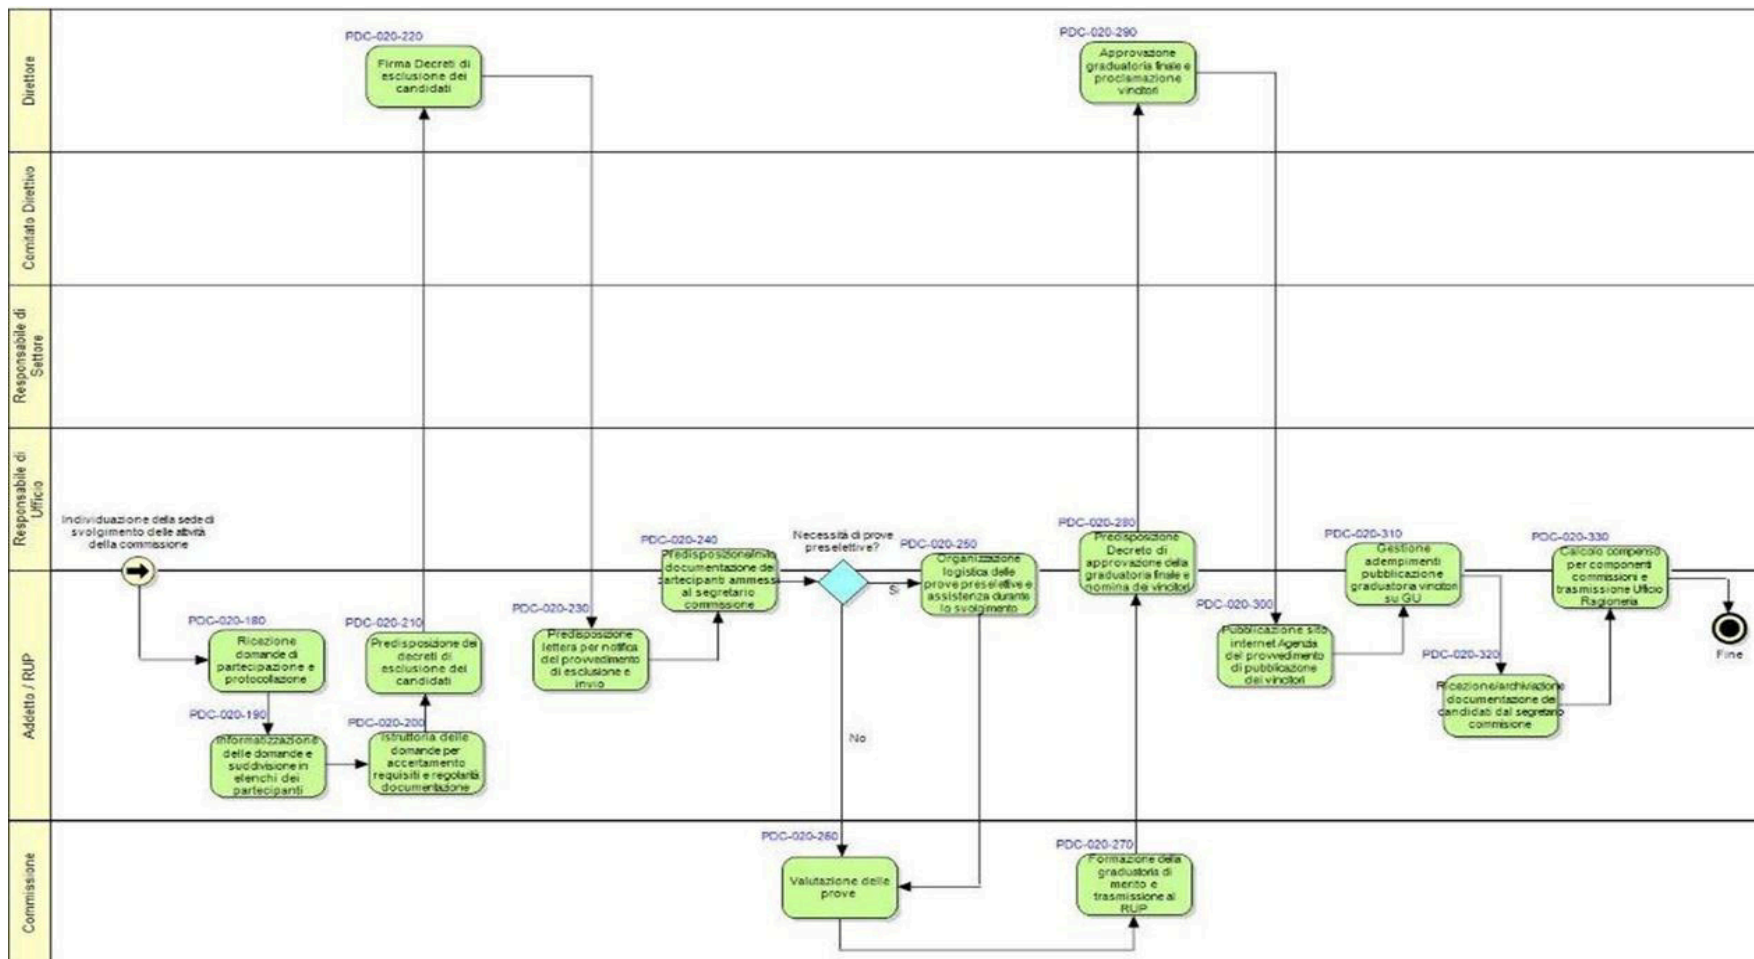 Direttore
Comitato Direttivo
Responsabile di
Settore
Responsabile di
Ufficio
Addetto / RUP
Commissione
Individuazione della sede di
svolgimento delle attività
della commissione
PDC-020-180
Ricezione
domande di
partecipazione e
protocollazione
PDC-020-190
Informatizzazione
delle domande e
suddivisione in
elenchi dei
partecipanti
PDC-020-200
Istruttoria delle
domande per
accertamento
requisiti e regolarità
documentazione
PDC-020-210
Predisposizione dei
decreti di
esclusione dei
candidati
PDC-020-220
Firma Decreti di
esclusione dei
candidati
PDC-020-230
Predisposizione
lettera per notifica
del provvedimento
di esclusione e
invio
PDC-020-240
Predisposizione/invio
documentazione dei
partecipanti ammessi
al segretario
commissione
Necessità di prove
preselettive?
Si
No
PDC-020-250
Organizzazione
logistica delle
prove preselettive e
assistenza durante
lo svolgimento
PDC-020-260
Valutazione delle
prove
PDC-020-270
Formazione della
graduatoria di
merito e
trasmissione al
RUP
PDC-020-280
Predisposizione
Decreto di
approvazione della
graduatoria finale e
nomina dei vincitori
PDC-020-290
Approvazione
graduatoria finale e
proclamazione
vincitori
PDC-020-300
Pubblicazione sito
internet Agenzia
del provvedimento
di pubblicazione
dei vincitori
PDC-020-310
Gestione
adempimenti
pubblicazione
graduatoria vincitori
su GU
PDC-020-320
Ricezione/archiviazione
documentazione dei
candidati dal segretario
commisione
PDC-020-330
Calcolo compenso
per componenti
commissioni e
trasmissione Ufficio
Ragioneria
Fine